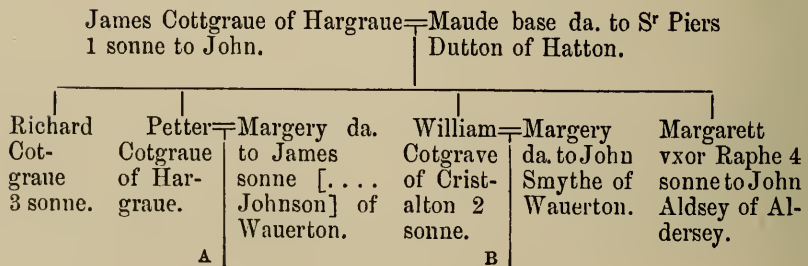 James Cottgraue of Hargraue=Maude base da. to Sr Piers
1 sonne to John. Dutton of Hatton.
Richard
Cot-
graue
3 sonne.
Petter=Margery da.
Cotgraue to James
of Har- sonne [....
graue. Johnson] of
Wauerton.
A
William=Margery
Cotgrave da. to John
of Crist- Smythe of
alton 2 Wauerton.
sonne.
B
Margarett
vxor Raphe 4
sonne to John
Aldsey of Al-
dersey.